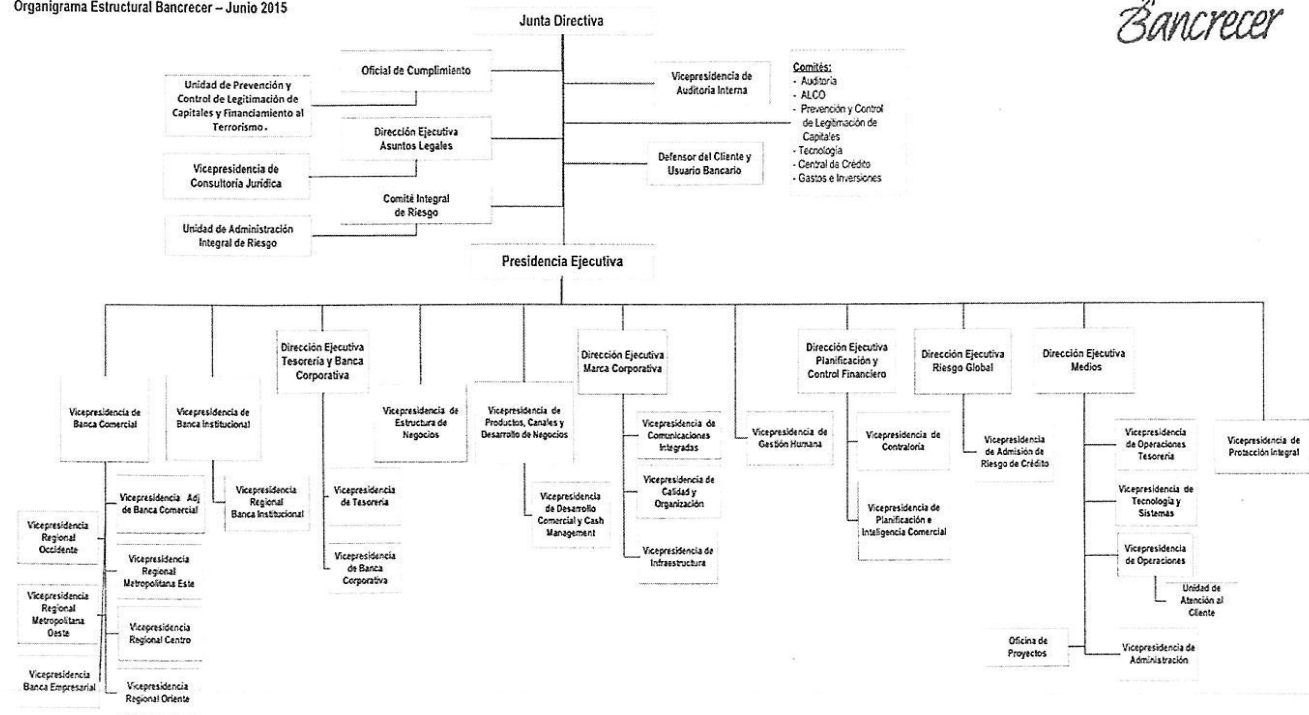 Organigrama Estructural Bancrecer – Junio 2015
Bancrecer
Junta Directiva
Oficial de Cumplimiento
Unidad de Prevención y
Control de Legitimación de
Capitales y Financiamiento al
Terrorismo.
Dirección Ejecutiva
Asuntos Legales
Vicepresidencia de
Consultoría Jurídica
Comité Integral
de Riesgo
Unidad de Administración
Integral de Riesgo
Vicepresidencia de
Auditoría Interna
Defensor del Cliente y
Usuario Bancario
Comités:
- Auditoría
- ALCO
- Prevención y Control
de Legitimación de
Capitales
- Tecnología
- Central de Crédito
- Gastos e Inversiones
Presidencia Ejecutiva
Vicepresidencia de
Banca Comercial
Vicepresidencia Adj
de Banca Comercial
Vicepresidencia
Regional
Occidente
Vicepresidencia
Regional
Metropolitana Este
Vicepresidencia
Regional
Metropolitana
Oeste
Vicepresidencia
Regional Centro
Vicepresidencia
Banca Empresarial
Vicepresidencia
Regional Oriente
Vicepresidencia de
Banca Institucional
Vicepresidencia
Regional
Banca Institucional
Dirección Ejecutiva
Tesorería y Banca
Corporativa
Vicepresidencia
de Tesorería
Vicepresidencia
de Banca
Corporativa
Vicepresidencia de
Estructura de
Negocios
Vicepresidencia de
Productos, Canales y
Desarrollo de Negocios
Vicepresidencia
de Desarrollo
Comercial y Cash
Management
Dirección Ejecutiva
Marca Corporativa
Vicepresidencia de
Comunicaciones
Integradas
Vicepresidencia de
Calidad y
Organización
Vicepresidencia de
Infraestructura
Vicepresidencia de
Gestión Humana
Dirección Ejecutiva
Planificación y
Control Financiero
Vicepresidencia de
Contraloría
Vicepresidencia de
Planificación e
Inteligencia Comercial
Dirección Ejecutiva
Riesgo Global
Vicepresidencia
de Admisión de
Riesgo de Crédito
Dirección Ejecutiva
Medios
Vicepresidencia
de Operaciones
Tesorería
Vicepresidencia de
Tecnología y
Sistemas
Vicepresidencia
de Operaciones
Unidad de
Atención al
Cliente
Oficina de
Proyectos
Vicepresidencia de
Administración
Vicepresidencia de
Protección Integral